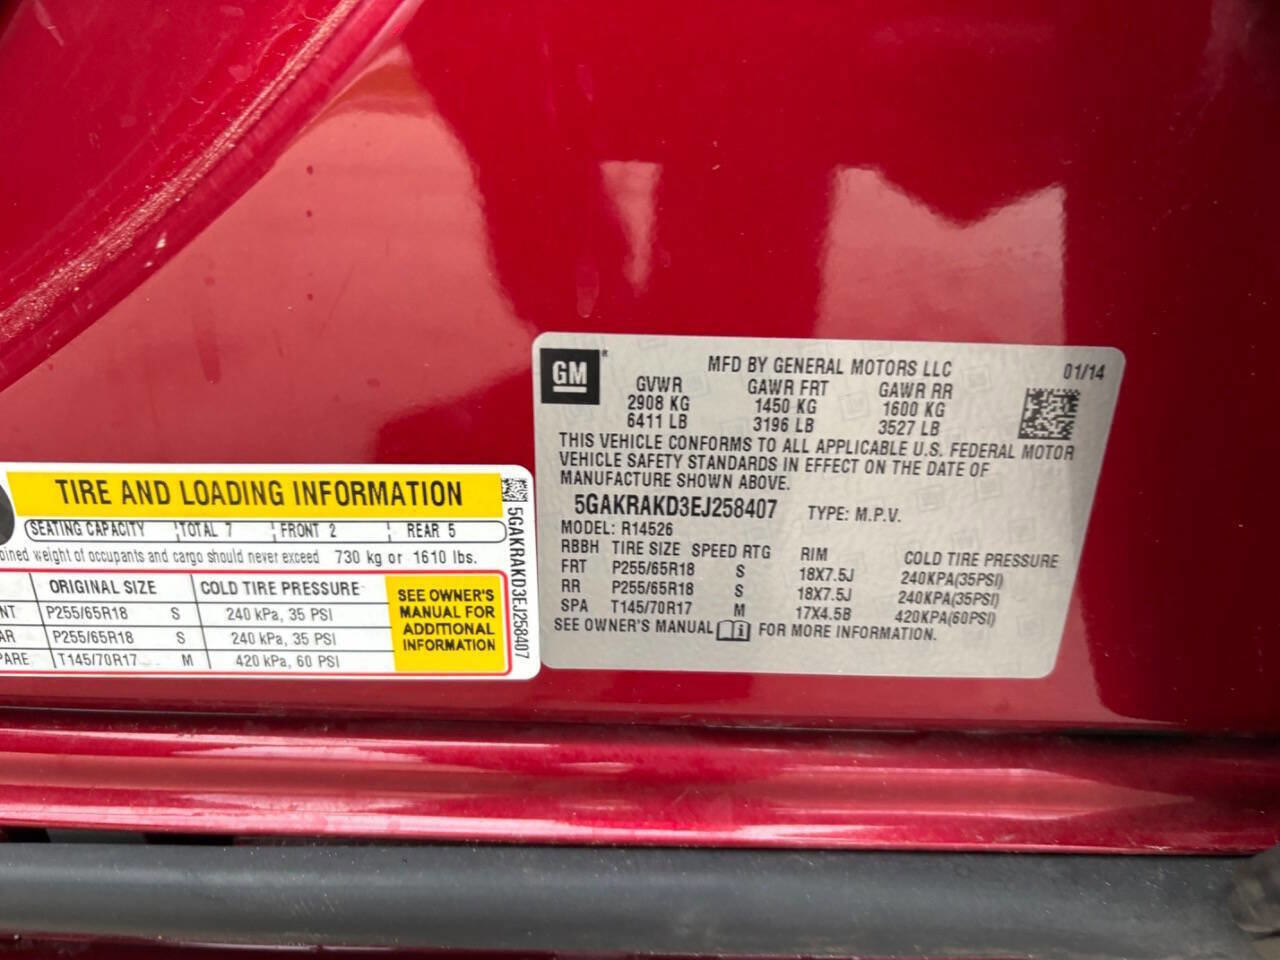 GM
MFD BY GENERAL MOTORS LLC 01/14
GVWR GAWR FRT GAWR RR
2908 KG 1450 KG 1600 KG
6411 LB 3196 LB 3527 LB
THIS VEHICLE CONFORMS TO ALL APPLICABLE U.S. FEDERAL MOTOR
VEHICLE SAFETY STANDARDS IN EFFECT ON THE DATE OF
MANUFACTURE SHOWN ABOVE.
5GAKRAKD3EJ258407 TYPE: M.P.V.
MODEL: R14526
RBBH TIRE SIZE SPEED RTG RIM COLD TIRE PRESSURE
FRT P255/65R18 S 18X7.5J 240KPA(35PSI)
RR P255/65R18 S 18X7.5J 240KPA(35PSI)
SPA T145/70R17 M 17X4.5B 420KPA(60PSI)
SEE OWNER'S MANUAL FOR MORE INFORMATION.
TIRE AND LOADING INFORMATION
SEATING CAPACITY TOTAL 7 FRONT 2 REAR 5
weight of occupants and cargo should never exceed 730 kg or 1610 lbs.
ORIGINAL SIZE COLD TIRE PRESSURE
P255/65R18 S 240 kPa, 35 PSI
P255/65R18 S 240 kPa, 35 PSI
T145/70R17 M 420 kPa, 60 PSI
SEE OWNER'S
MANUAL FOR
ADDITIONAL
INFORMATION
5GAKRAKD3EJ258407